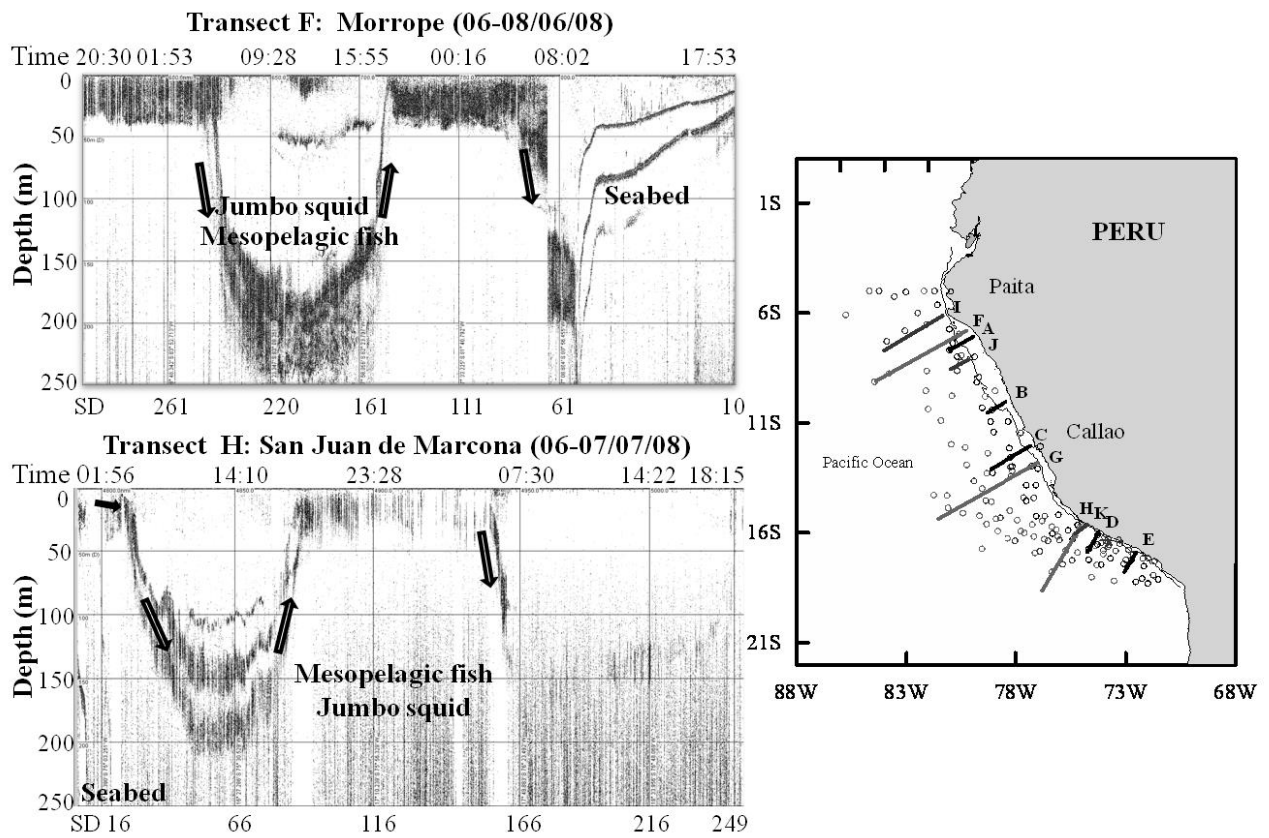 Transect F: Morrope (06-08/06/08)
Time 20:30 01:53 09:28 15:55 00:16 08:02 17:53
0
50
100
150
200
250
Depth (m)
Jumbo squid
Mesopelagic fish
Seabed
SD 261 220 161 111 61 10
Transect H: San Juan de Marcona (06-07/07/08)
Time 01:56 14:10 23:28 07:30 14:22 18:15
0
50
100
150
200
250
Depth (m)
Mesopelagic fish
Jumbo squid
Seabed
SD 16 66 116 166 216 249
1S
6S
11S
16S
21S
PERU
Paita
I
F
A
J
B
C
Callao
G
Pacific Ocean
H
K
D
E
88W 83W 78W 73W 68W